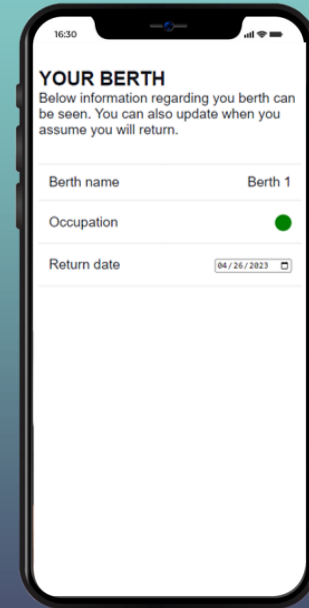 16:30
YOUR BERTH
Below information regarding you berth can
be seen. You can also update when you
assume you will return.
Berth name Berth 1
Occupation
Return date 04/26/2023